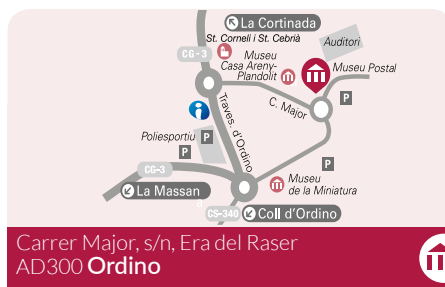 La Cortinada
St. Corneli i St. Cebrià
Auditori
CG-3
Museu
Casa Areny-
Plandolit
Museu Postal
P
C. Major
i
Traves. d'Ordino
Poliesportiu
P
P
P
CG-3
La Massan
Museu
de la Miniatura
CS-340
Coll d'Ordino
Carrer Major, s/n, Era del Raser
AD300 Ordino